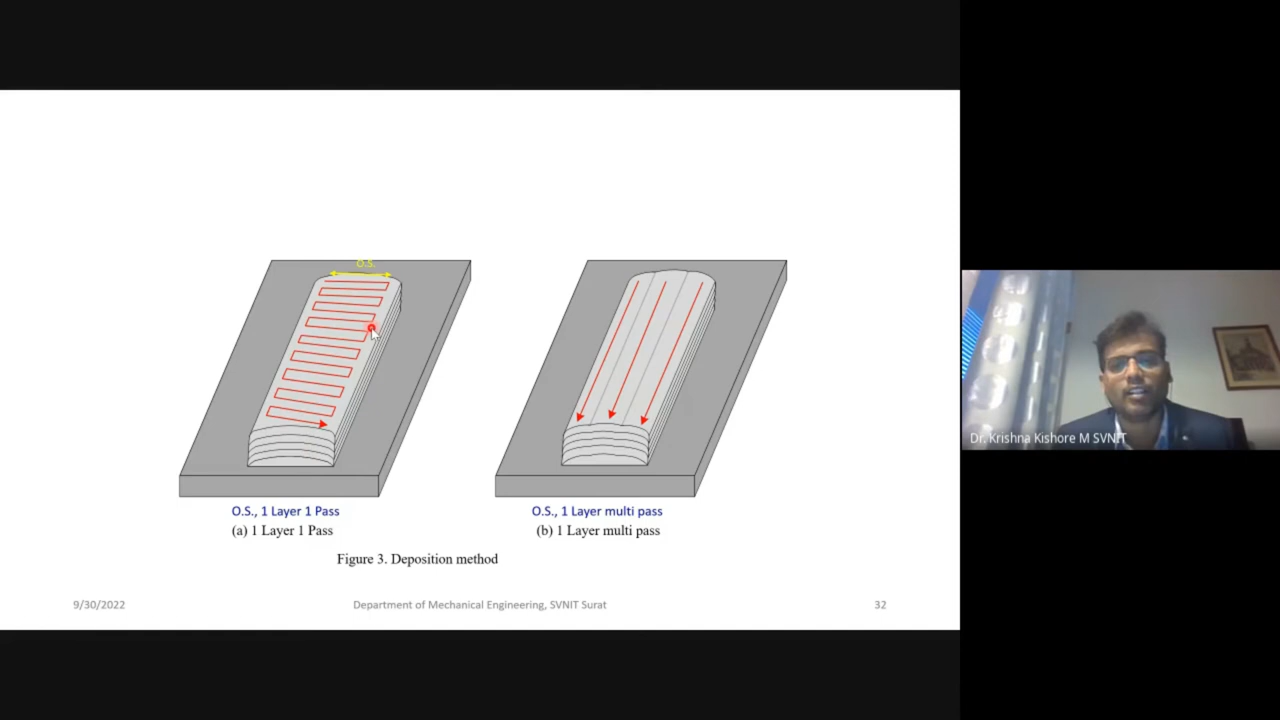 O.S.
O.S., 1 Layer 1 Pass
(a) 1 Layer 1 Pass
O.S., 1 Layer multi pass
(b) 1 Layer multi pass
Figure 3. Deposition method
9/30/2022
Department of Mechanical Engineering, SVNIT Surat
32
Dr. Krishna Kishore M SVNIT